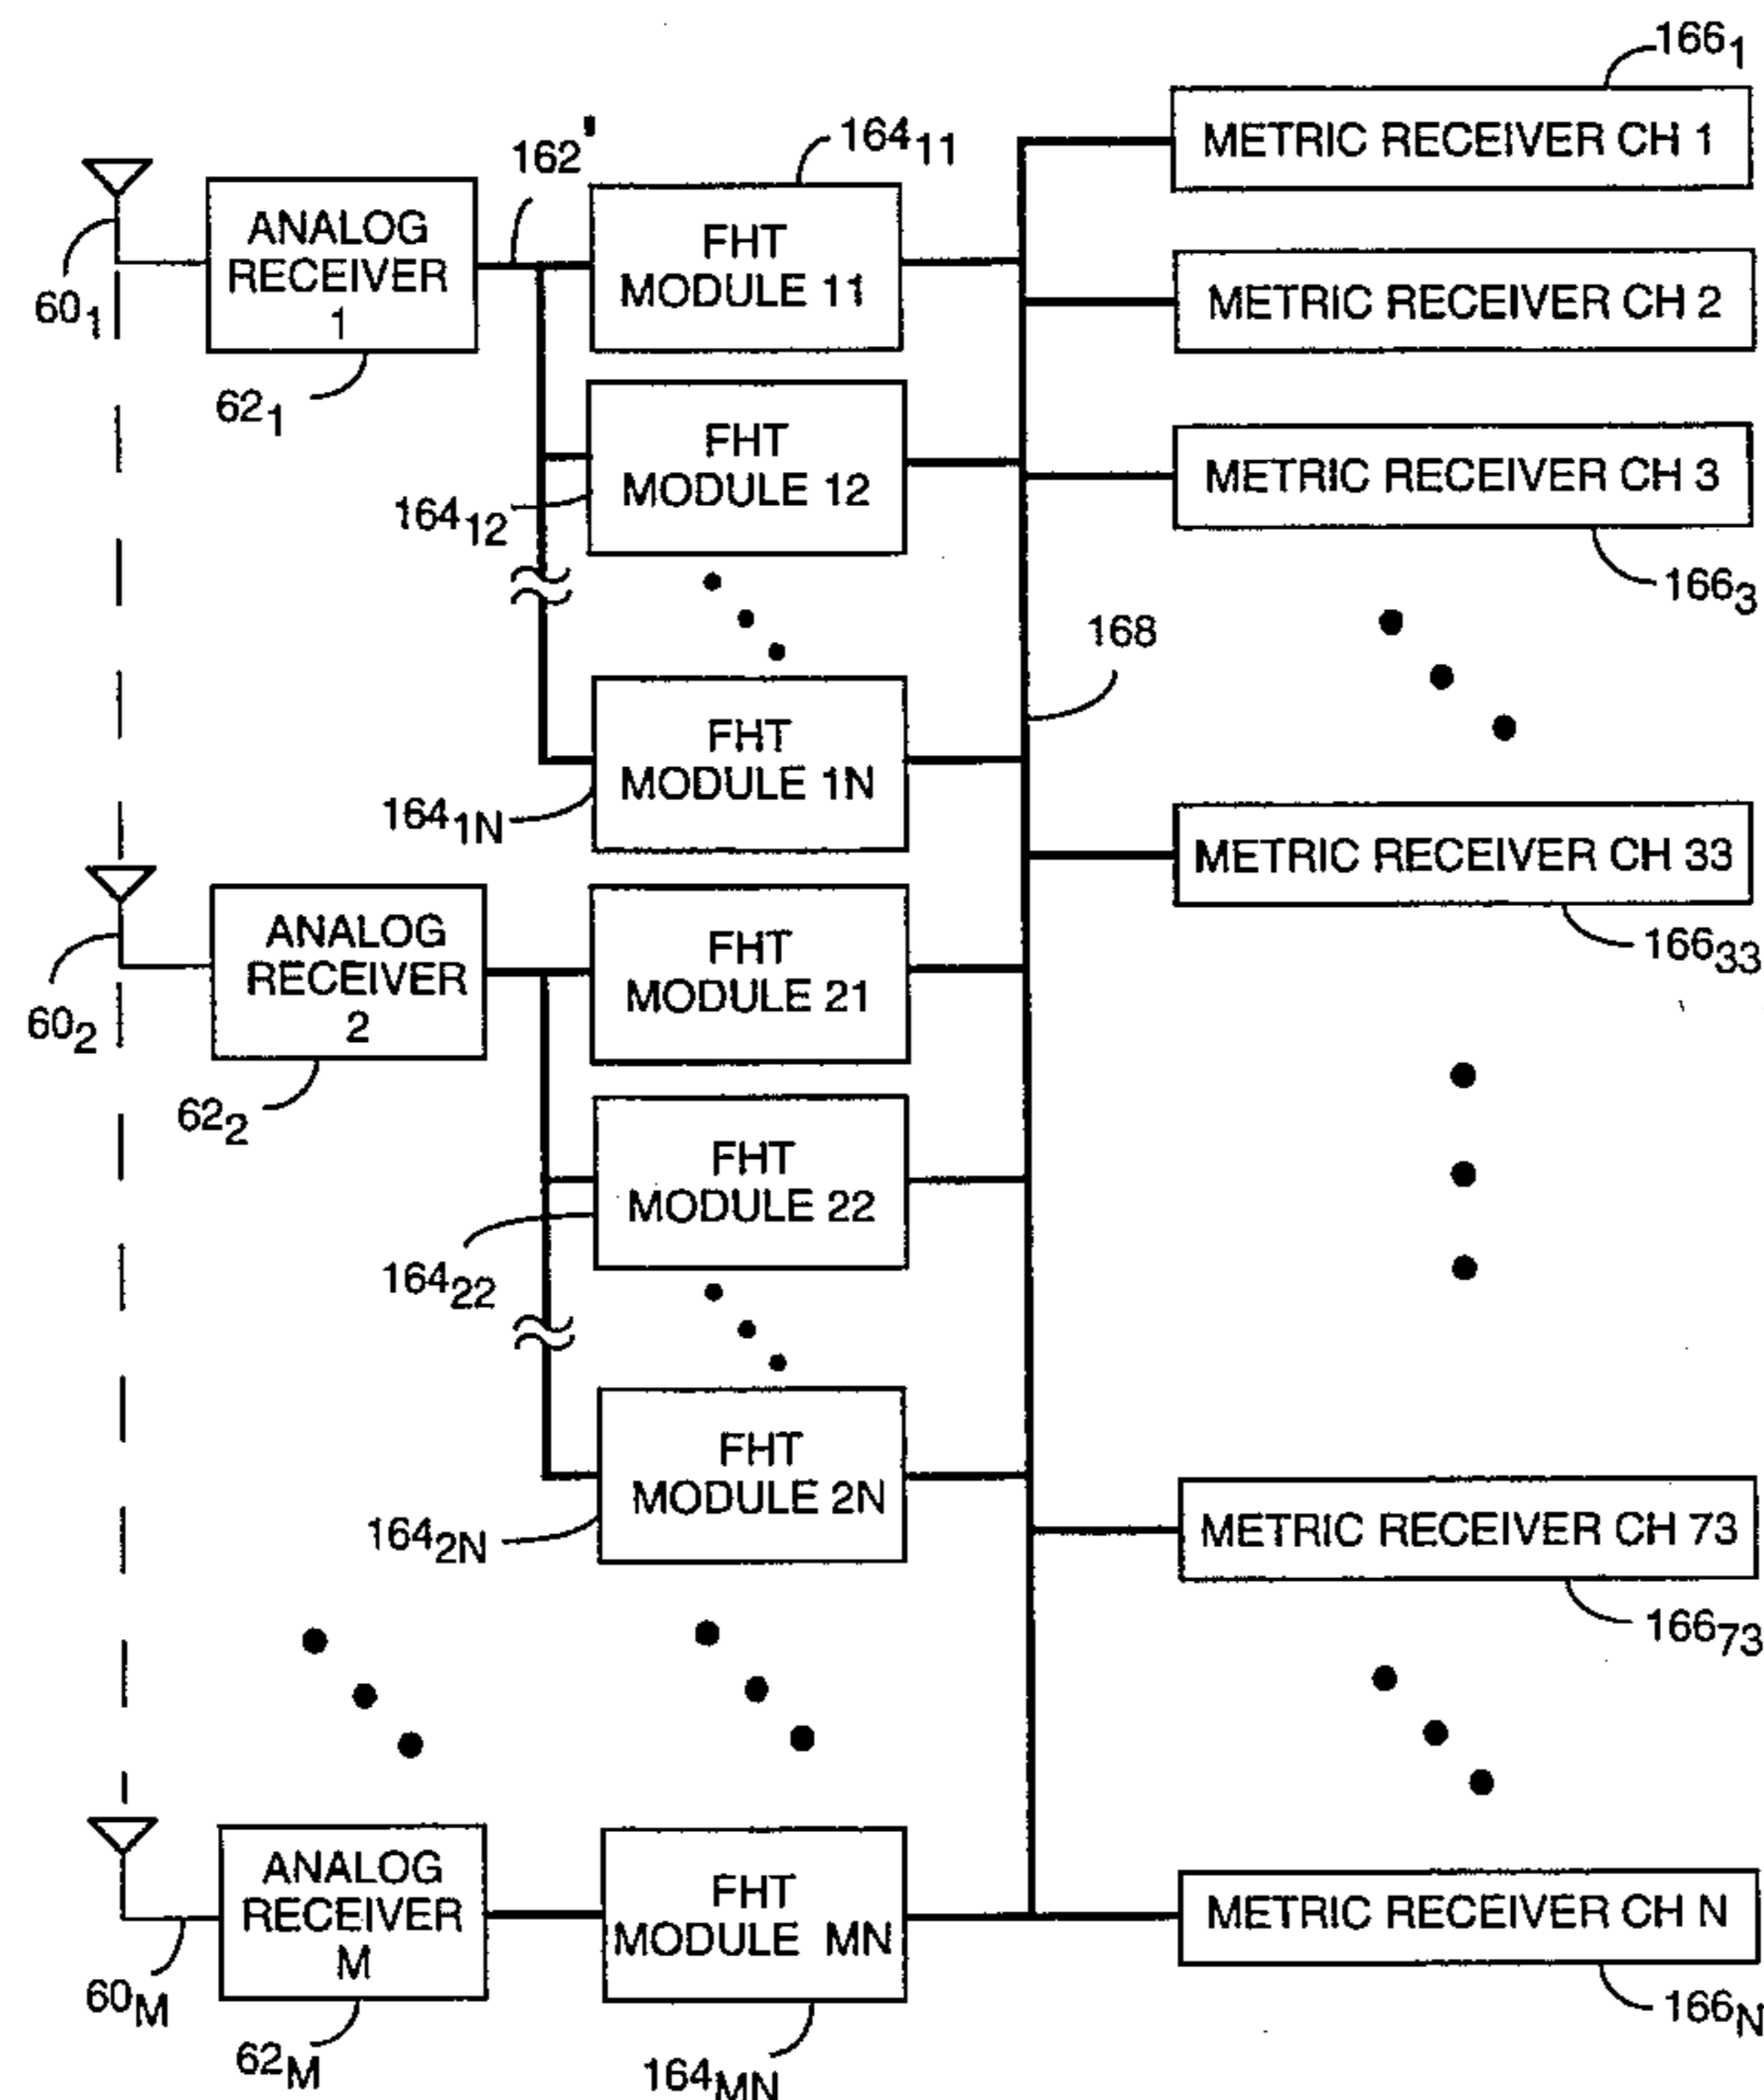 166₁
METRIC RECEIVER CH 1
162'
164₁₁
ANALOG
RECEIVER
1
FHT
MODULE 11
60₁
62₁
METRIC RECEIVER CH 2
FHT
MODULE 12
164₁₂
METRIC RECEIVER CH 3
166₃
168
FHT
MODULE 1N
164₁N
METRIC RECEIVER CH 33
166₃₃
ANALOG
RECEIVER
2
FHT
MODULE 21
60₂
62₂
FHT
MODULE 22
164₂₂
FHT
MODULE 2N
164₂N
METRIC RECEIVER CH 73
166₇₃
ANALOG
RECEIVER
M
FHT
MODULE MN
METRIC RECEIVER CH N
60M
62M
164MN
166N